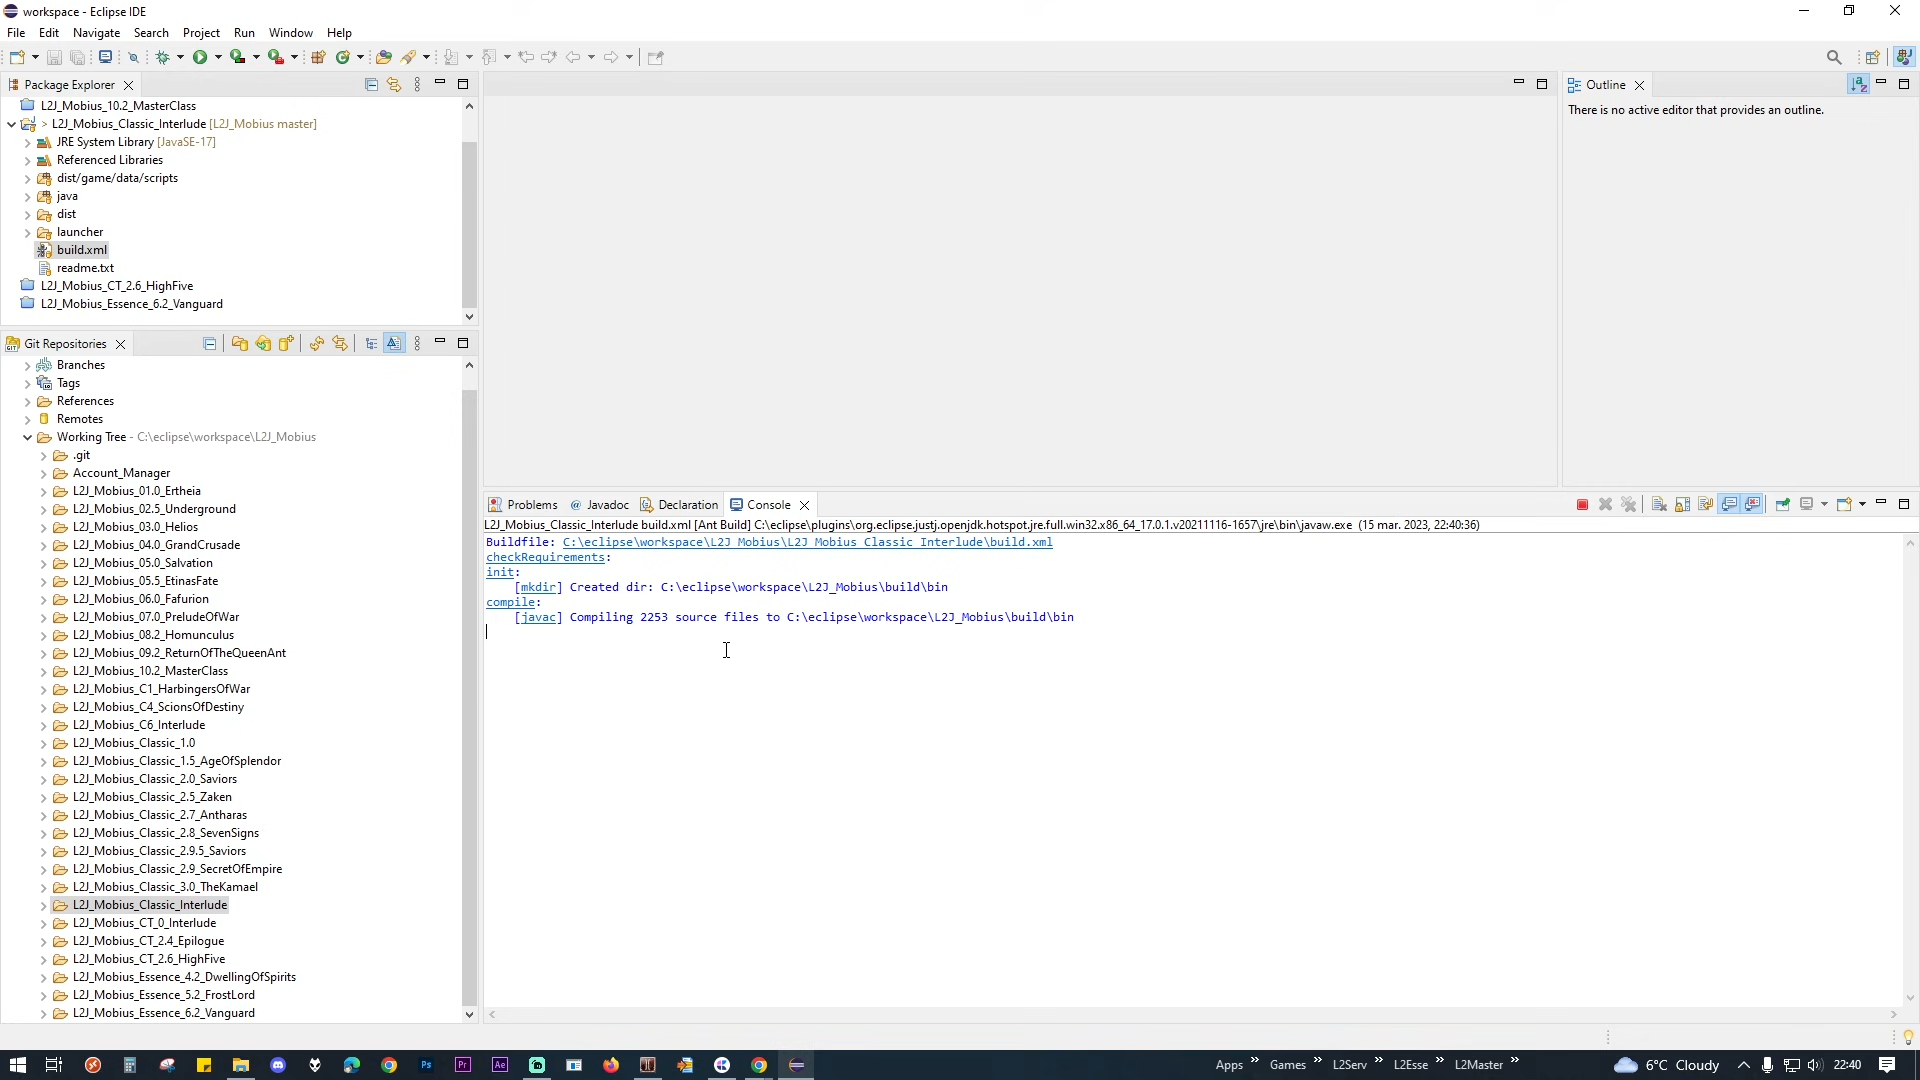 workspace - Eclipse IDE
File Edit Navigate Search Project Run Window Help
Package Explorer
L2J_Mobius_10.2_MasterClass
> L2J_Mobius_Classic_Interlude [L2J_Mobius master]
JRE System Library [JavaSE-17]
Referenced Libraries
dist/game/data/scripts
java
dist
launcher
build.xml
readme.txt
L2J_Mobius_CT_2.6_HighFive
L2J_Mobius_Essence_6.2_Vanguard
Git Repositories
Branches
Tags
References
Remotes
Working Tree - C:\eclipse\workspace\L2J_Mobius
.git
Account_Manager
L2J_Mobius_01.0_Ertheia
L2J_Mobius_02.5_Underground
L2J_Mobius_03.0_Helios
L2J_Mobius_04.0_GrandCrusade
L2J_Mobius_05.0_Salvation
L2J_Mobius_05.5_EtinasFate
L2J_Mobius_06.0_Fafurion
L2J_Mobius_07.0_PreludeOfWar
L2J_Mobius_08.2_Homunculus
L2J_Mobius_09.2_ReturnOfTheQueenAnt
L2J_Mobius_10.2_MasterClass
L2J_Mobius_C1_HarbingersOfWar
L2J_Mobius_C4_ScionsOfDestiny
L2J_Mobius_C6_Interlude
L2J_Mobius_Classic_1.0
L2J_Mobius_Classic_1.5_AgeOfSplendor
L2J_Mobius_Classic_2.0_Saviors
L2J_Mobius_Classic_2.5_Zaken
L2J_Mobius_Classic_2.7_Antharas
L2J_Mobius_Classic_2.8_SevenSigns
L2J_Mobius_Classic_2.9.5_Saviors
L2J_Mobius_Classic_2.9_SecretOfEmpire
L2J_Mobius_Classic_3.0_TheKamael
L2J_Mobius_Classic_Interlude
L2J_Mobius_CT_0_Interlude
L2J_Mobius_CT_2.4_Epilogue
L2J_Mobius_CT_2.6_HighFive
L2J_Mobius_Essence_4.2_DwellingOfSpirits
L2J_Mobius_Essence_5.2_FrostLord
L2J_Mobius_Essence_6.2_Vanguard
Outline
There is no active editor that provides an outline.
Problems @ Javadoc Declaration Console
L2J_Mobius_Classic_Interlude build.xml [Ant Build] C:\eclipse\plugins\org.eclipse.justj.openjdk.hotspot.jre.full.win32.x86_64_17.0.1.v20211116-1657\jre\bin\javaw.exe (15 mar. 2023, 22:40:36)
Buildfile: C:\eclipse\workspace\L2J_Mobius\L2J_Mobius_Classic_Interlude\build.xml
checkRequirements:
init:
[mkdir] Created dir: C:\eclipse\workspace\L2J_Mobius\build\bin
compile:
[javac] Compiling 2253 source files to C:\eclipse\workspace\L2J_Mobius\build\bin
Ps Pr Ae Apps Games L2Serv L2Esse L2Master 6°C Cloudy 22:40